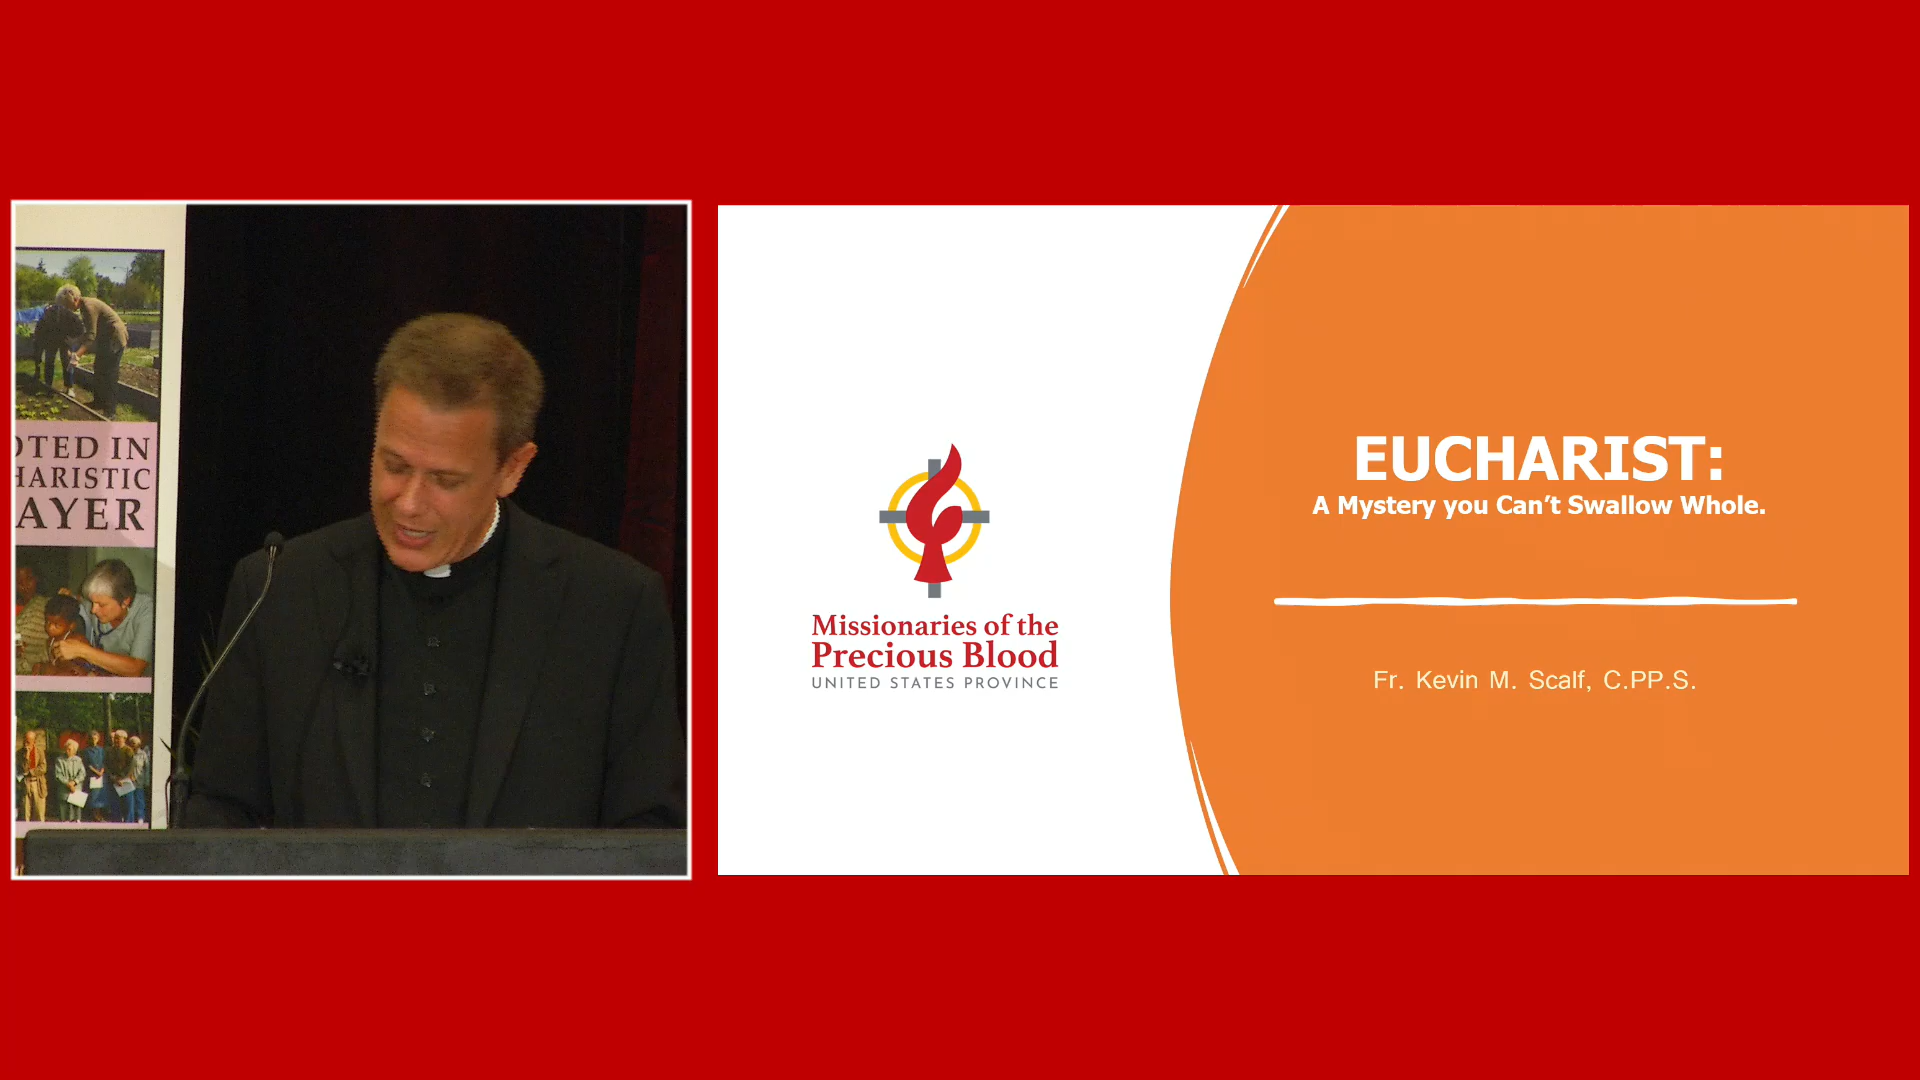 OTED IN
HARISTIC
AYER
Missionaries of the
Precious Blood
UNITED STATES PROVINCE
EUCHARIST:
A Mystery you Can't Swallow Whole.
Fr. Kevin M. Scalf, C.PP.S.